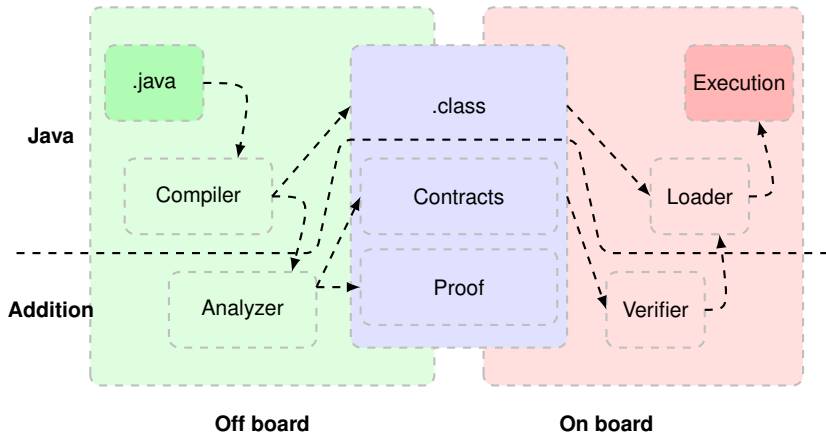 .java
.class
Execution
Java
Compiler
Contracts
Loader
Proof
Addition
Analyzer
Verifier
Off board
On board